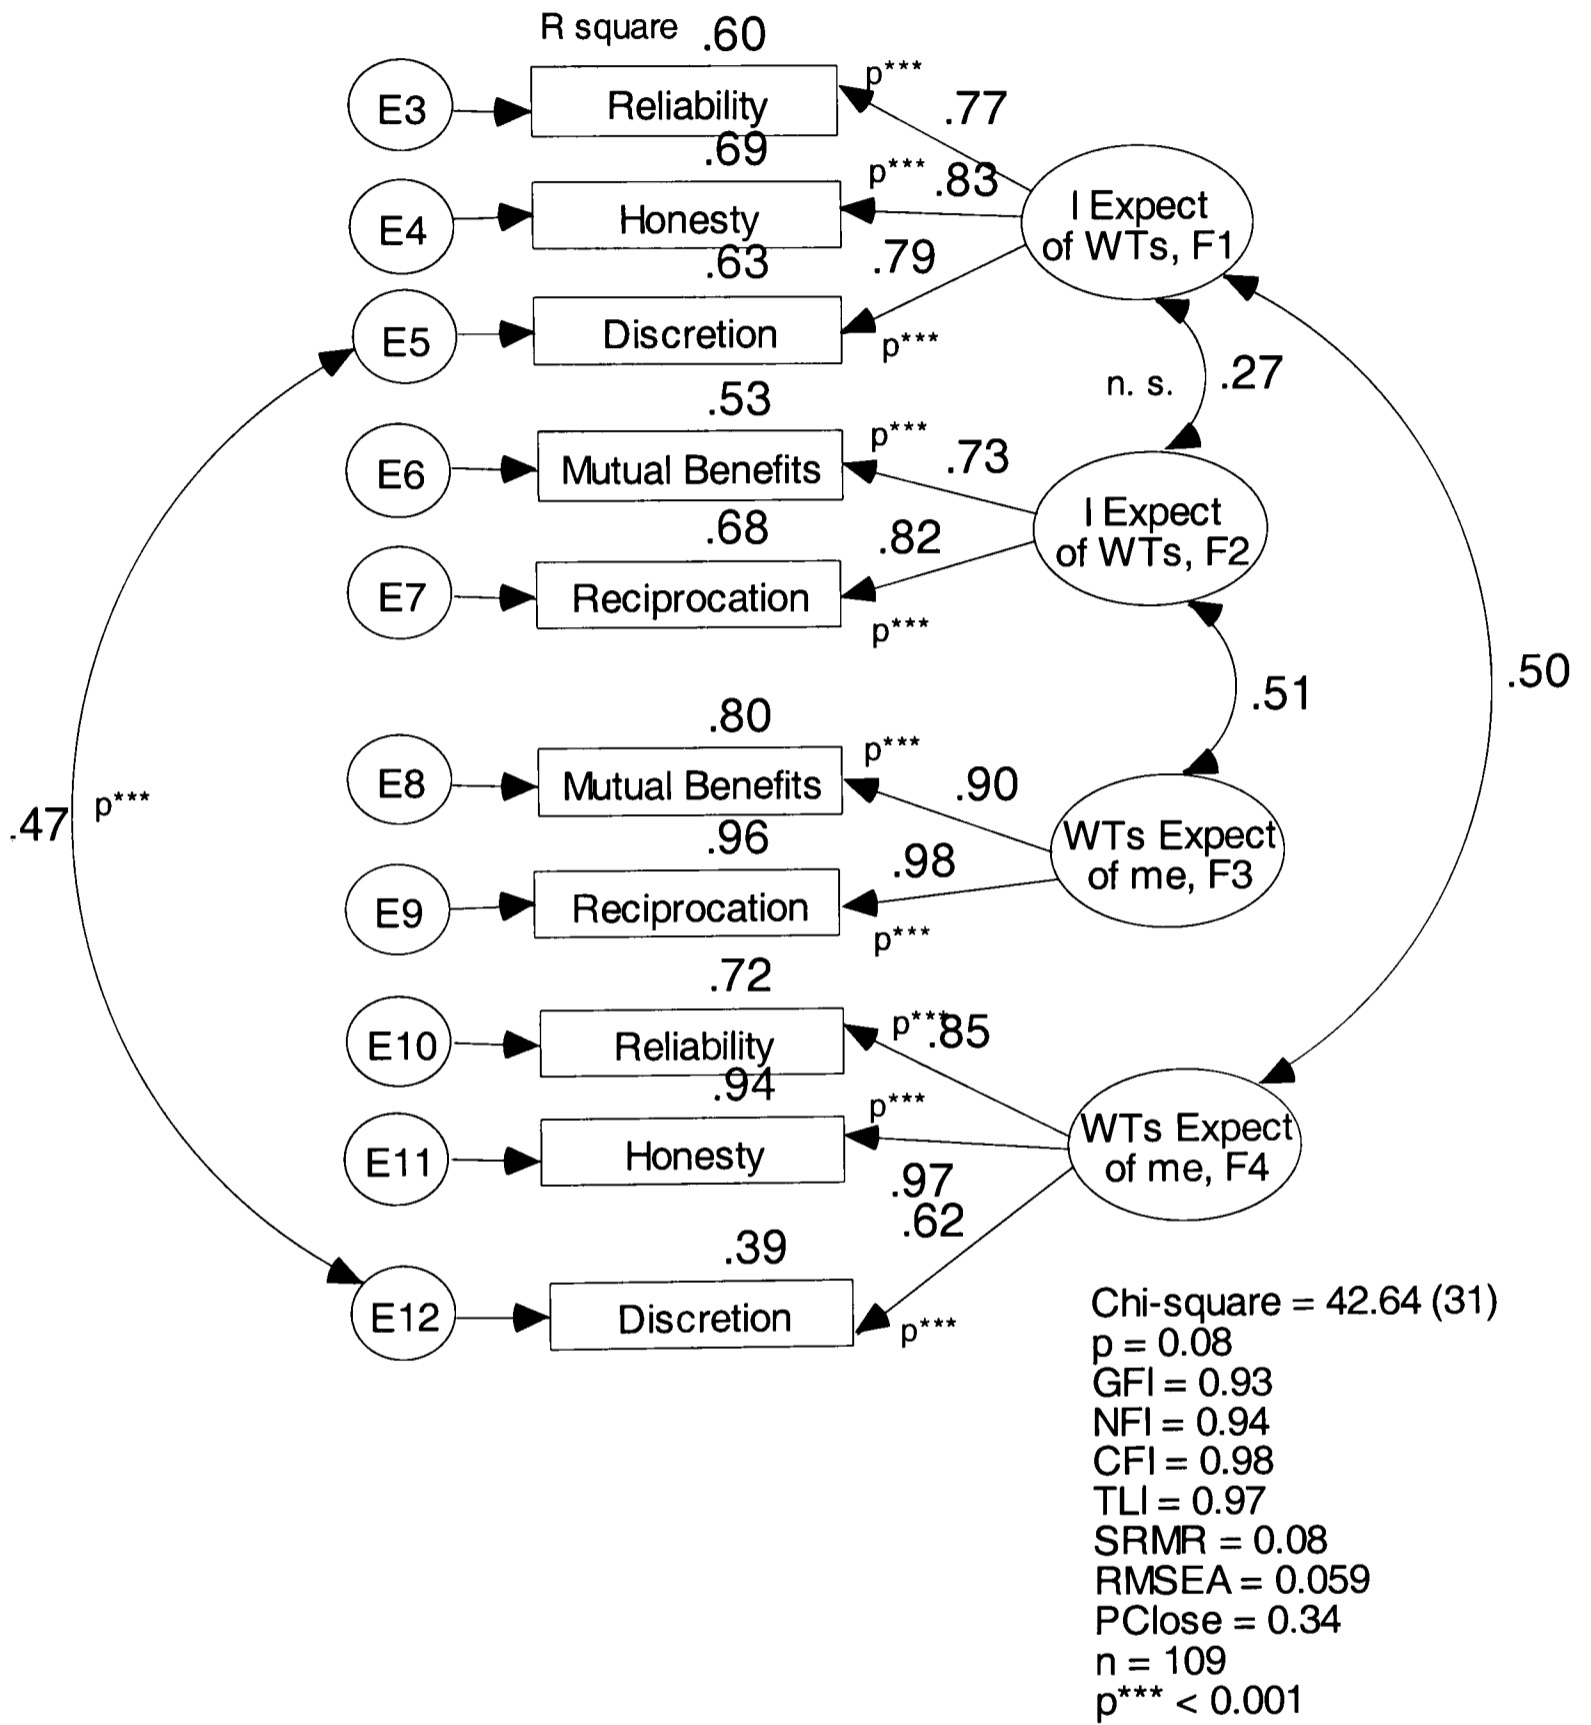 R square .60
E3
Reliability
p***
.77
.69
E4
Honesty
p***
.83
I Expect
of WTs, F1
.63
E5
Discretion
.79
p***
n. s.
.27
.53
E6
Mutual Benefits
p***
.73
I Expect
of WTs, F2
.68
E7
Reciprocation
.82
p***
.51
.50
.80
E8
Mutual Benefits
p***
.90
WTs Expect
of me, F3
.47
p***
.96
E9
Reciprocation
.98
p***
.72
E10
Reliability
p***
.85
.94
E11
Honesty
p***
.97
WTs Expect
of me, F4
.62
.39
E12
Discretion
p***
Chi-square = 42.64 (31)
p = 0.08
GFI = 0.93
NFI = 0.94
CFI = 0.98
TLI = 0.97
SRMR = 0.08
RMSEA = 0.059
PClose = 0.34
n = 109
p*** < 0.001